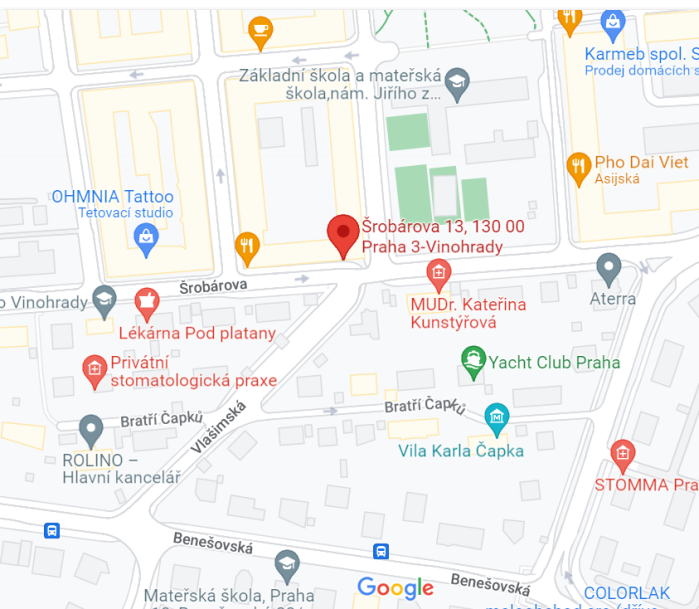 Karmeb spol. S
Prodej domácích s
Základní škola a mateřská
škola,nám. Jiřího z...
Pho Dai Viet
Asijská
OHMNIA Tattoo
Tetovací studio
Šrobárova 13, 130 00
Praha 3-Vinohrady
Šrobárova
o Vinohrady
Aterra
MUDr. Kateřina
Kunstýřová
Lékárna Pod platany
Privátní
stomatologická praxe
Yacht Club Praha
Bratří Čapků
Bratří Čapků
Vlašimská
Vila Karla Čapka
ROLINO –
Hlavní kancelář
STOMMA Pra
Benešovská
Benešovská
Google
Mateřská škola, Praha
COLORLAK